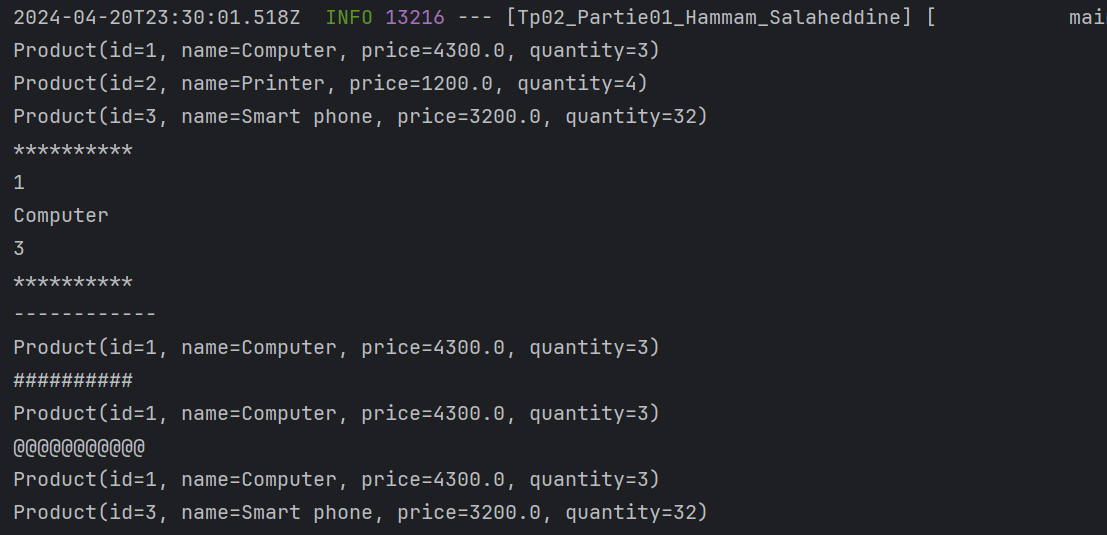 2024-04-20T23:30:01.518Z  INFO 13216 --- [Tp02_Partie01_Hammam_Salaheddine] [           mai
Product(id=1, name=Computer, price=4300.0, quantity=3)
Product(id=2, name=Printer, price=1200.0, quantity=4)
Product(id=3, name=Smart phone, price=3200.0, quantity=32)
**********
1
Computer
3
**********
------------
Product(id=1, name=Computer, price=4300.0, quantity=3)
##########
Product(id=1, name=Computer, price=4300.0, quantity=3)
@@@@@@@@@@@
Product(id=1, name=Computer, price=4300.0, quantity=3)
Product(id=3, name=Smart phone, price=3200.0, quantity=32)